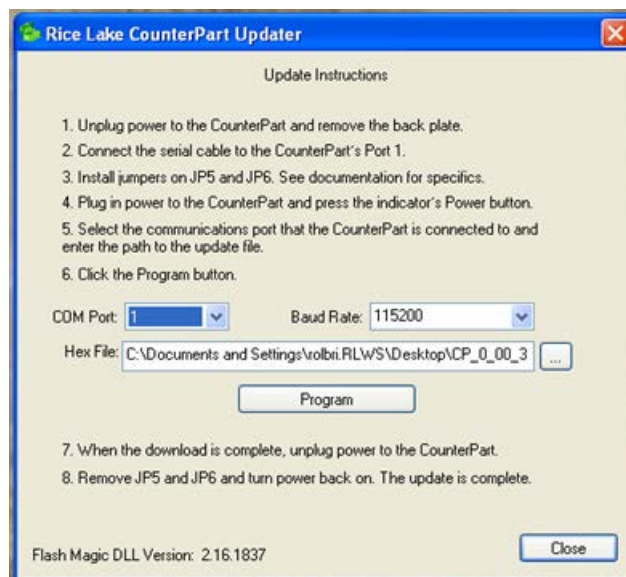 Rice Lake CounterPart Updater
Update Instructions
1. Unplug power to the CounterPart and remove the back plate.
2. Connect the serial cable to the CounterPart's Port 1.
3. Install jumpers on JP5 and JP6. See documentation for specifics.
4. Plug in power to the CounterPart and press the indicator's Power button.
5. Select the communications port that the CounterPart is connected to and
enter the path to the update file.
6. Click the Program button.
COM Port: 1 Baud Rate: 115200
Hex File: C:\Documents and Settings\rolbri.RLWS\Desktop\CP_0_00_3 ...
Program
7. When the download is complete, unplug power to the CounterPart.
8. Remove JP5 and JP6 and turn power back on. The update is complete.
Flash Magic DLL Version: 2.16.1837
Close